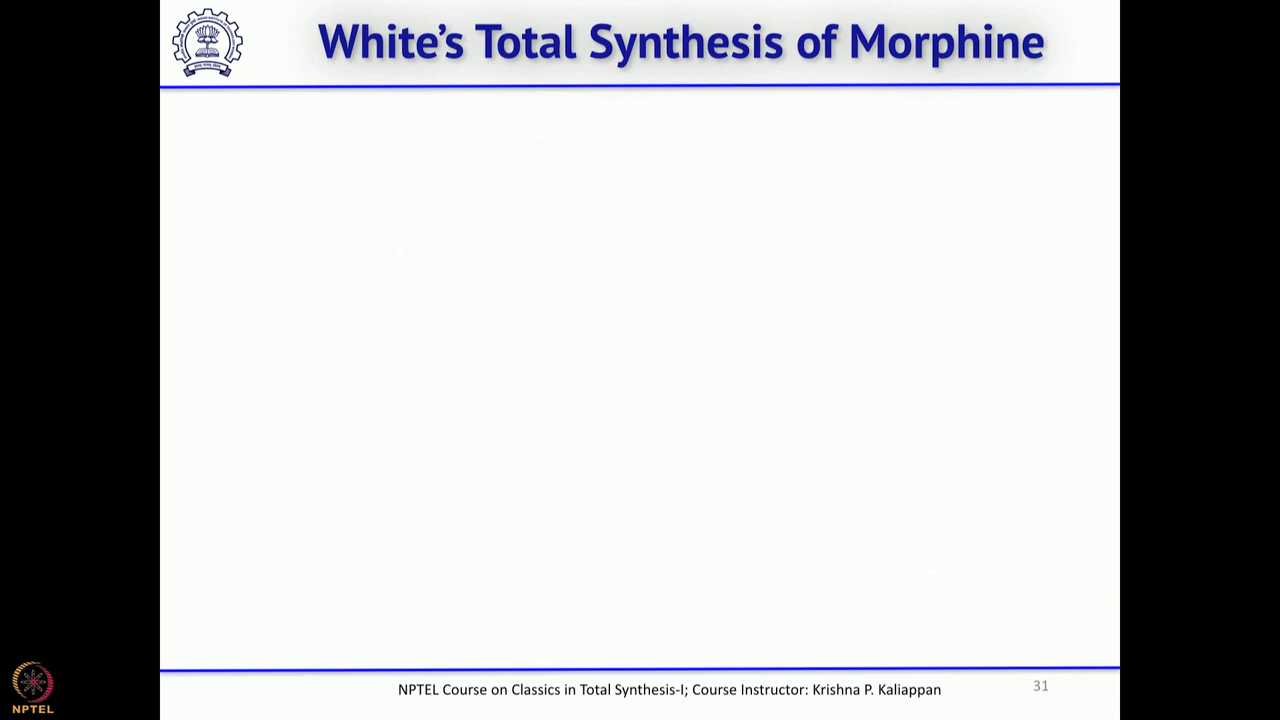 White's Total Synthesis of Morphine
NPTEL Course on Classics in Total Synthesis-I; Course Instructor: Krishna P. Kaliappan
31
NPTEL